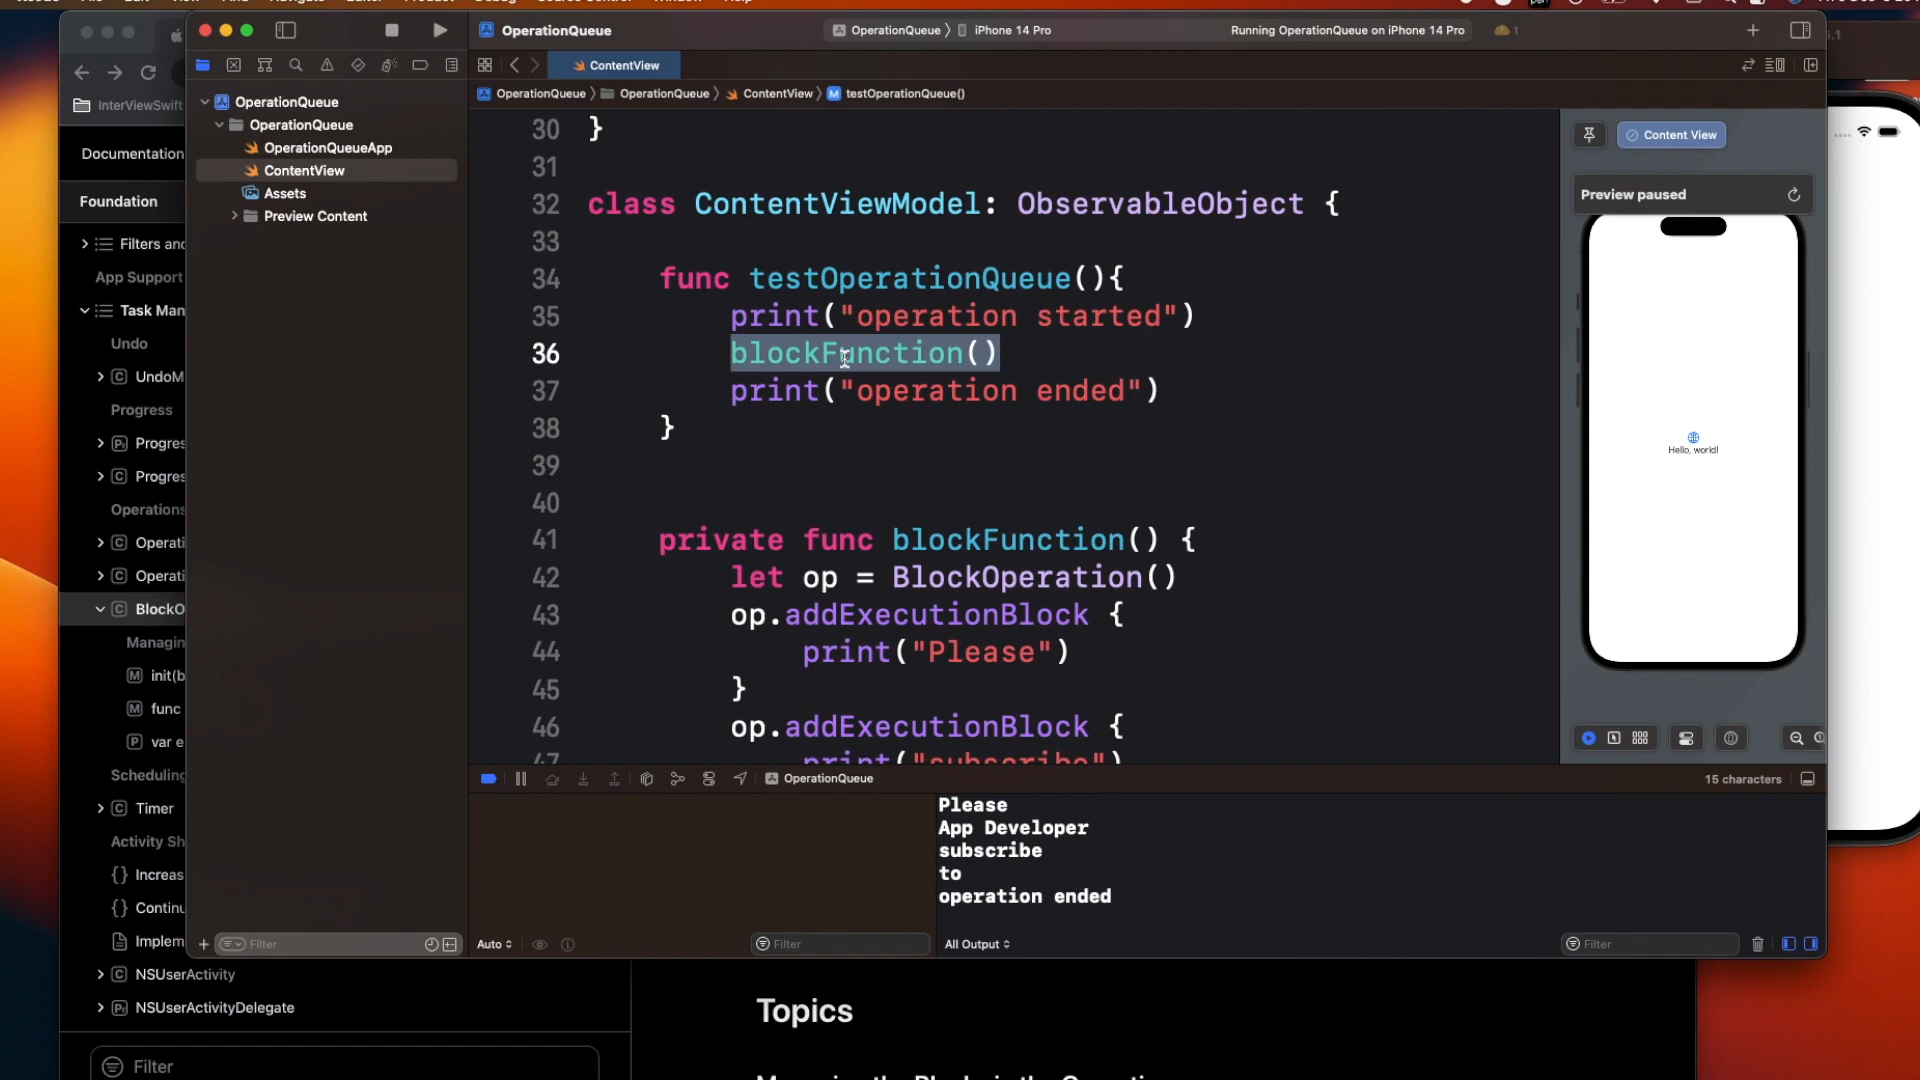 OperationQueue
OperationQueue
iPhone 14 Pro
Running OperationQueue on iPhone 14 Pro
1
ContentView
OperationQueue
OperationQueue
ContentView
testOperationQueue()
InterViewSwift
Documentation
Foundation
Filters and
App Support
Task Man
Undo
UndoM
Progress
Progres
Progres
Operations
Operati
Operati
BlockO
Managin
init(b
func
var e
Scheduling
Timer
Activity Sh
Increas
Continu
Implem
NSUserActivity
NSUserActivityDelegate
Filter
OperationQueue
OperationQueue
OperationQueueApp
ContentView
Assets
Preview Content
Filter
30 }
31
32 class ContentViewModel: ObservableObject {
33
34 func testOperationQueue(){
35 print("operation started")
36 blockFunction()
37 print("operation ended")
38 }
39
40
41 private func blockFunction() {
42 let op = BlockOperation()
43 op.addExecutionBlock {
44 print("Please")
45 }
46 op.addExecutionBlock {
47 print("subscribe")
Content View
Preview paused
Hello, world!
OperationQueue
15 characters
Please
App Developer
subscribe
to
operation ended
Auto
Filter
All Output
Filter
Topics